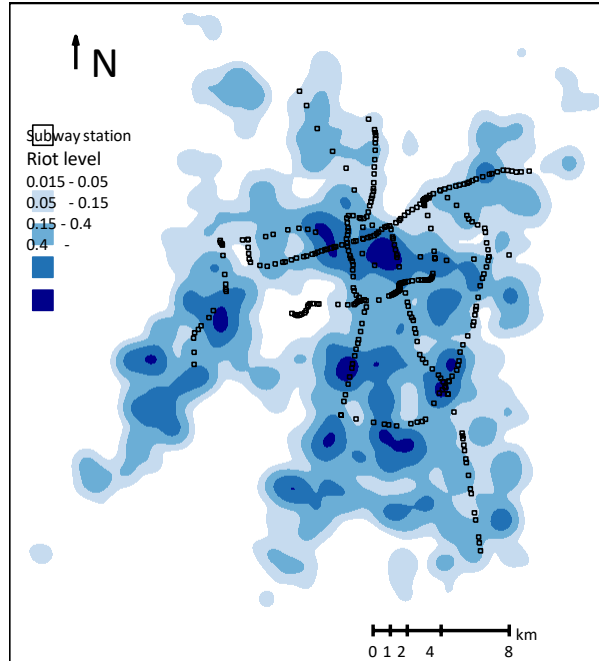 N
Subway station
Riot level
0.015 - 0.05
0.05 - 0.15
0.15 - 0.4
0.4 -
km
0 1 2 4 8